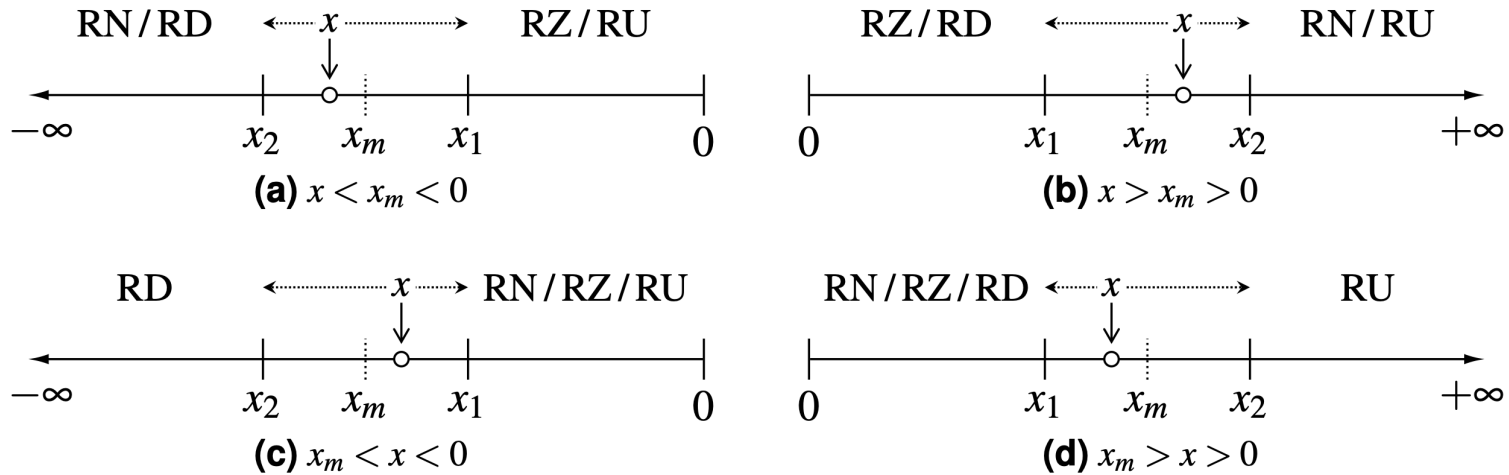 RN / RD x RZ / RU
−∞ x₂ xₘ x₁ 0
(a) x < xₘ < 0
RZ / RD x RN / RU
0 x₁ xₘ x₂ +∞
(b) x > xₘ > 0
RD x RN / RZ / RU
−∞ x₂ xₘ x₁ 0
(c) xₘ < x < 0
RN / RZ / RD x RU
0 x₁ xₘ x₂ +∞
(d) xₘ > x > 0